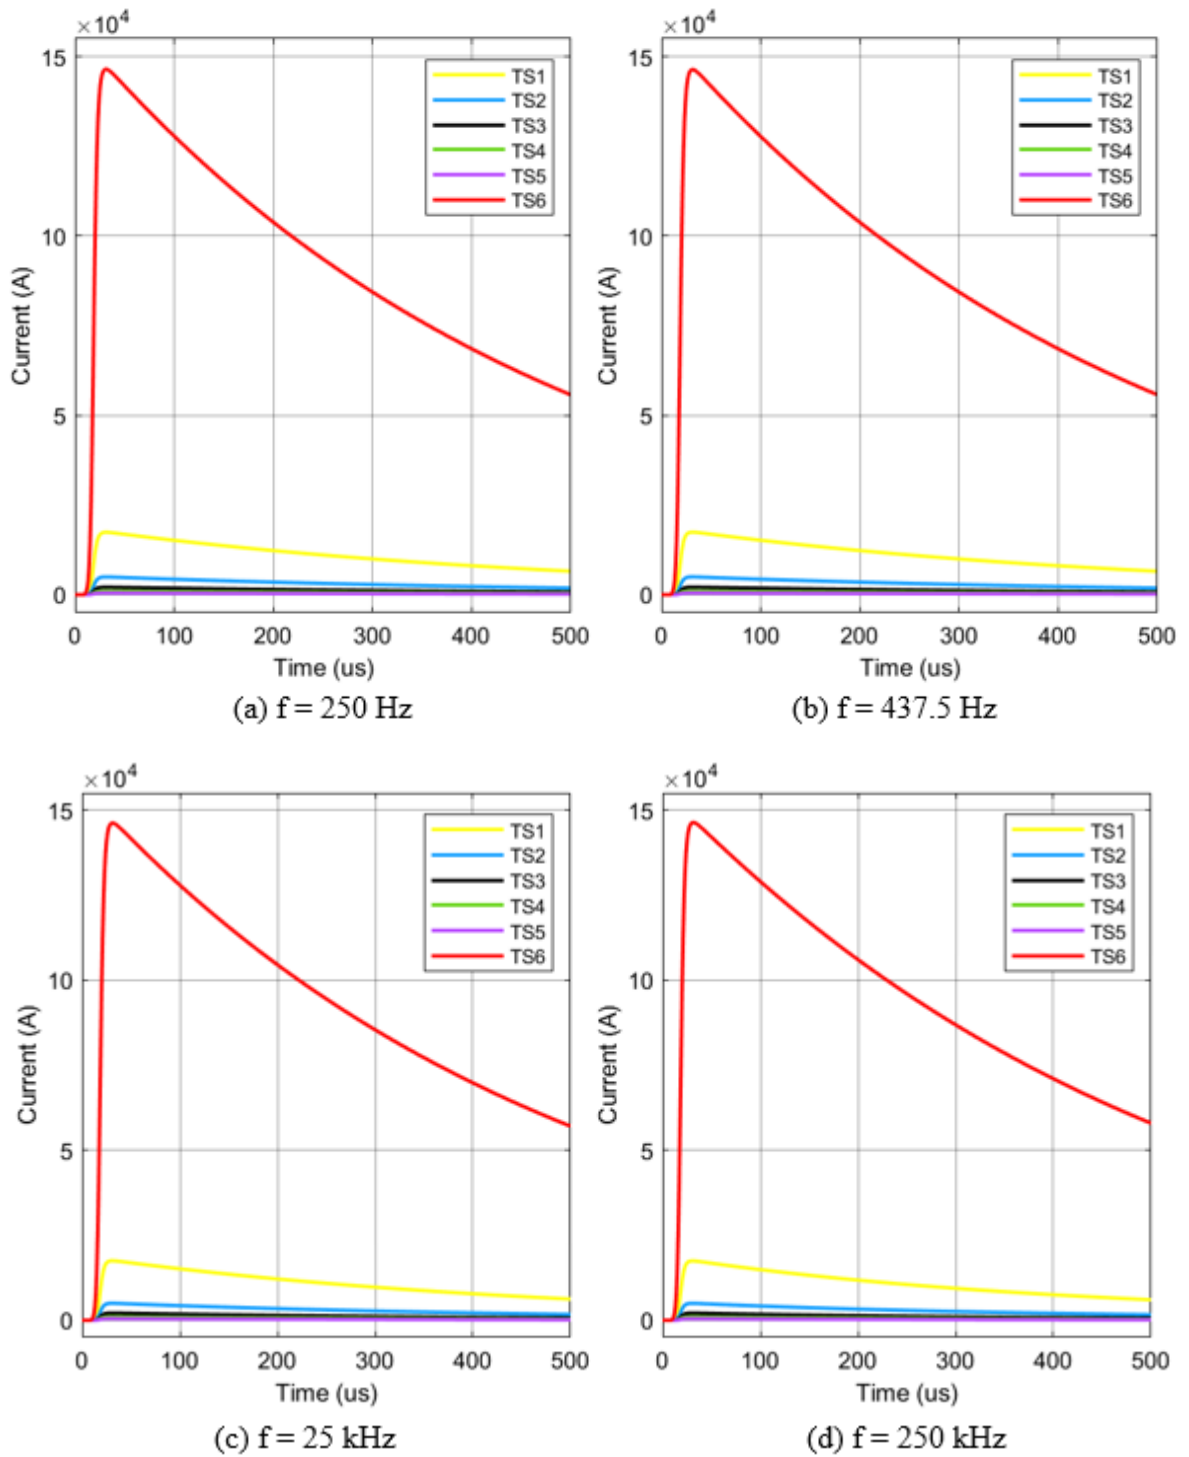 ×10⁴
15
10
5
0
Current (A)
TS1
TS2
TS3
TS4
TS5
TS6
0 100 200 300 400 500
Time (us)
(a) f = 250 Hz
×10⁴
15
10
5
0
Current (A)
TS1
TS2
TS3
TS4
TS5
TS6
0 100 200 300 400 500
Time (us)
(b) f = 437.5 Hz
×10⁴
15
10
5
0
Current (A)
TS1
TS2
TS3
TS4
TS5
TS6
0 100 200 300 400 500
Time (us)
(c) f = 25 kHz
×10⁴
15
10
5
0
Current (A)
TS1
TS2
TS3
TS4
TS5
TS6
0 100 200 300 400 500
Time (us)
(d) f = 250 kHz